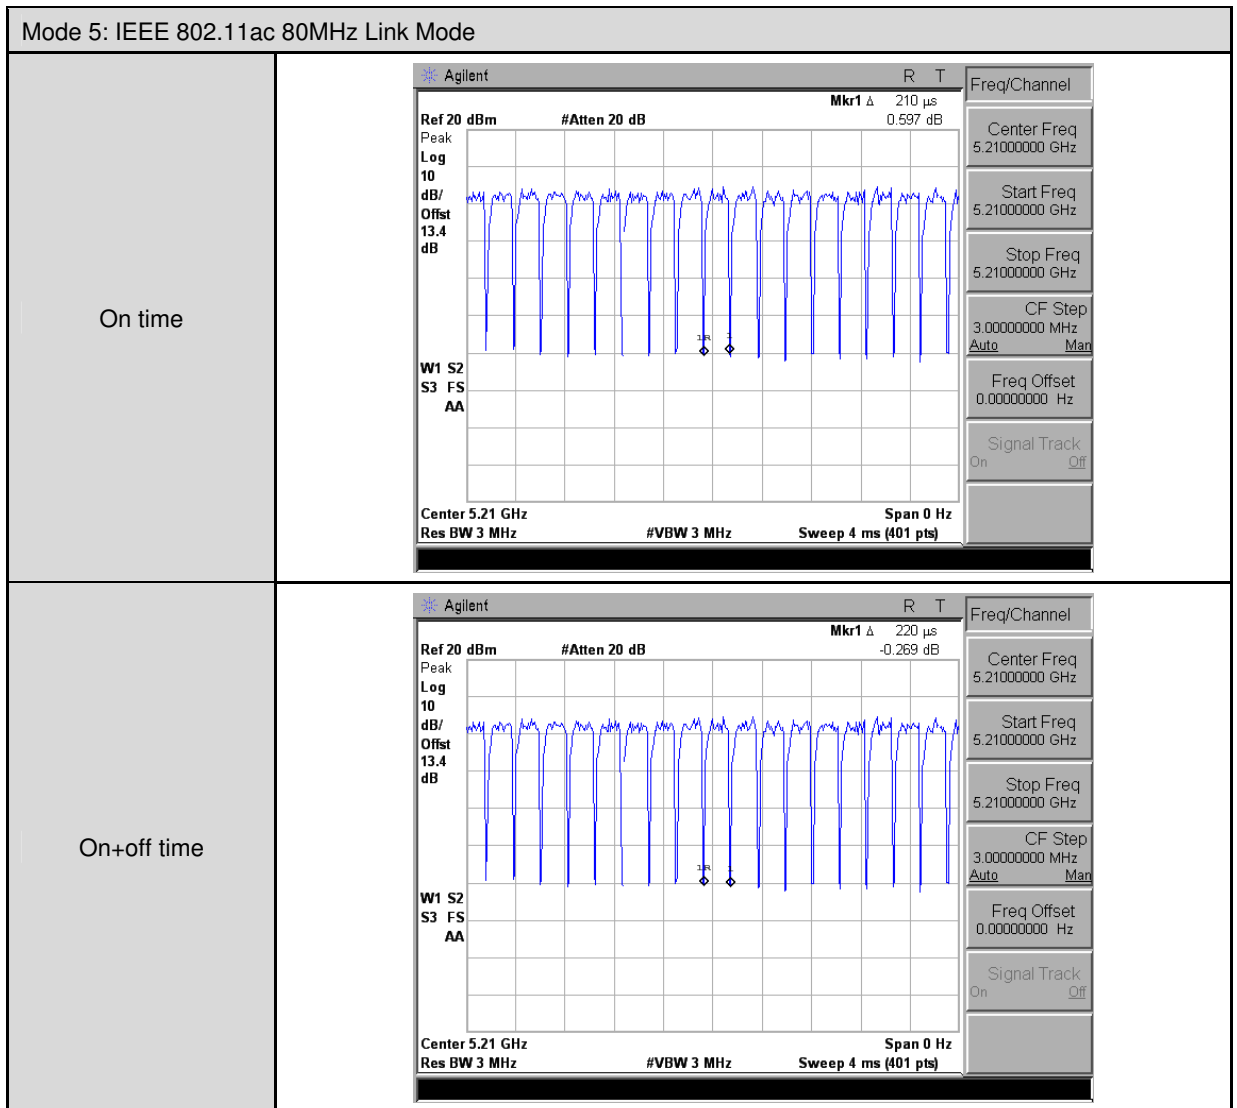 Mode 5: IEEE 802.11ac 80MHz Link Mode
On time
Agilent R T
Mkr1 Δ 210 µs
Ref 20 dBm #Atten 20 dB 0.597 dB
Peak
Log
10
dB/
Offst
13.4
dB
1R 1
W1 S2
S3 FS
AA
Center 5.21 GHz Span 0 Hz
Res BW 3 MHz #VBW 3 MHz Sweep 4 ms (401 pts)
Freq/Channel
Center Freq
5.21000000 GHz
Start Freq
5.21000000 GHz
Stop Freq
5.21000000 GHz
CF Step
3.00000000 MHz
Auto Man
Freq Offset
0.00000000 Hz
Signal Track
On Off
On+off time
Agilent R T
Mkr1 Δ 220 µs
Ref 20 dBm #Atten 20 dB -0.269 dB
Peak
Log
10
dB/
Offst
13.4
dB
1R 1
W1 S2
S3 FS
AA
Center 5.21 GHz Span 0 Hz
Res BW 3 MHz #VBW 3 MHz Sweep 4 ms (401 pts)
Freq/Channel
Center Freq
5.21000000 GHz
Start Freq
5.21000000 GHz
Stop Freq
5.21000000 GHz
CF Step
3.00000000 MHz
Auto Man
Freq Offset
0.00000000 Hz
Signal Track
On Off